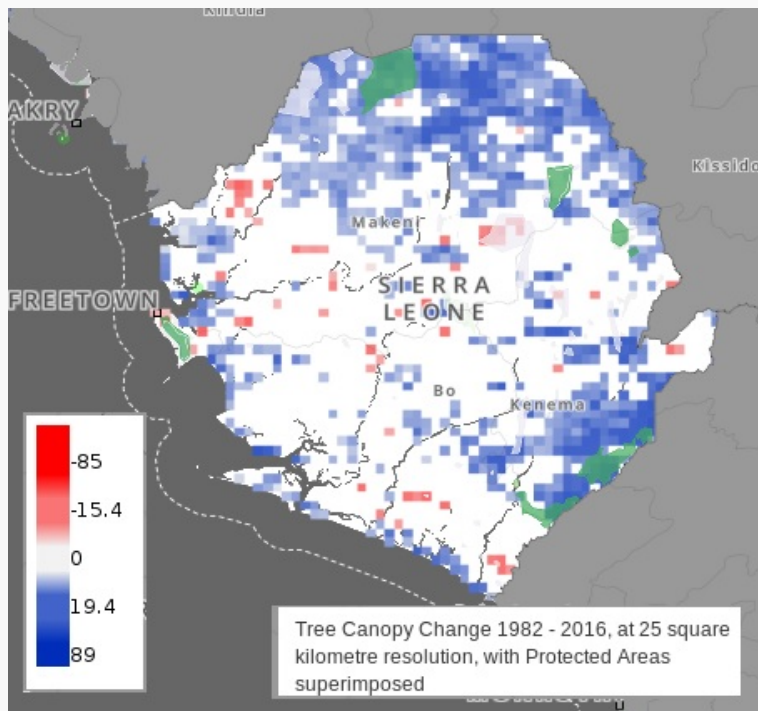 AKRY
Kissido
Makeni
SIERRA
LEONE
FREETOWN
Bo
Kenema
-85
-15.4
0
19.4
89
Tree Canopy Change 1982 - 2016, at 25 square
kilometre resolution, with Protected Areas
superimposed